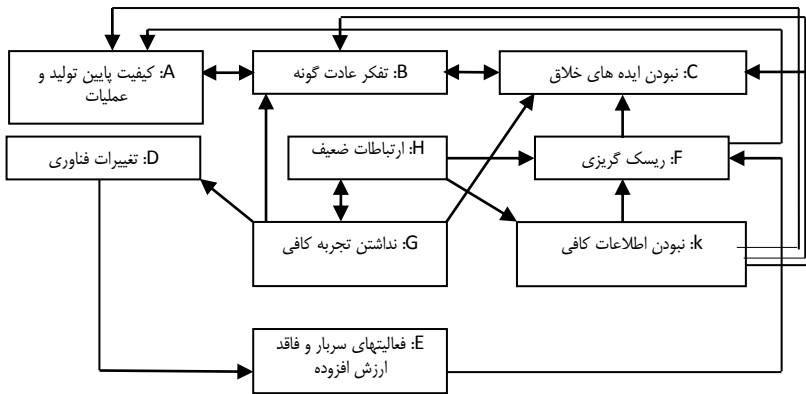 A: کیفیت پایین تولید و
عملیات
B: تفکر عادت گونه
C: نبودن ایده های خلاق
D: تغییرات فناوری
H: ارتباطات ضعیف
F: ریسک گریزی
G: نداشتن تجربه کافی
k: نبودن اطلاعات کافی
E: فعالیتهای سربار و فاقد
ارزش افزوده